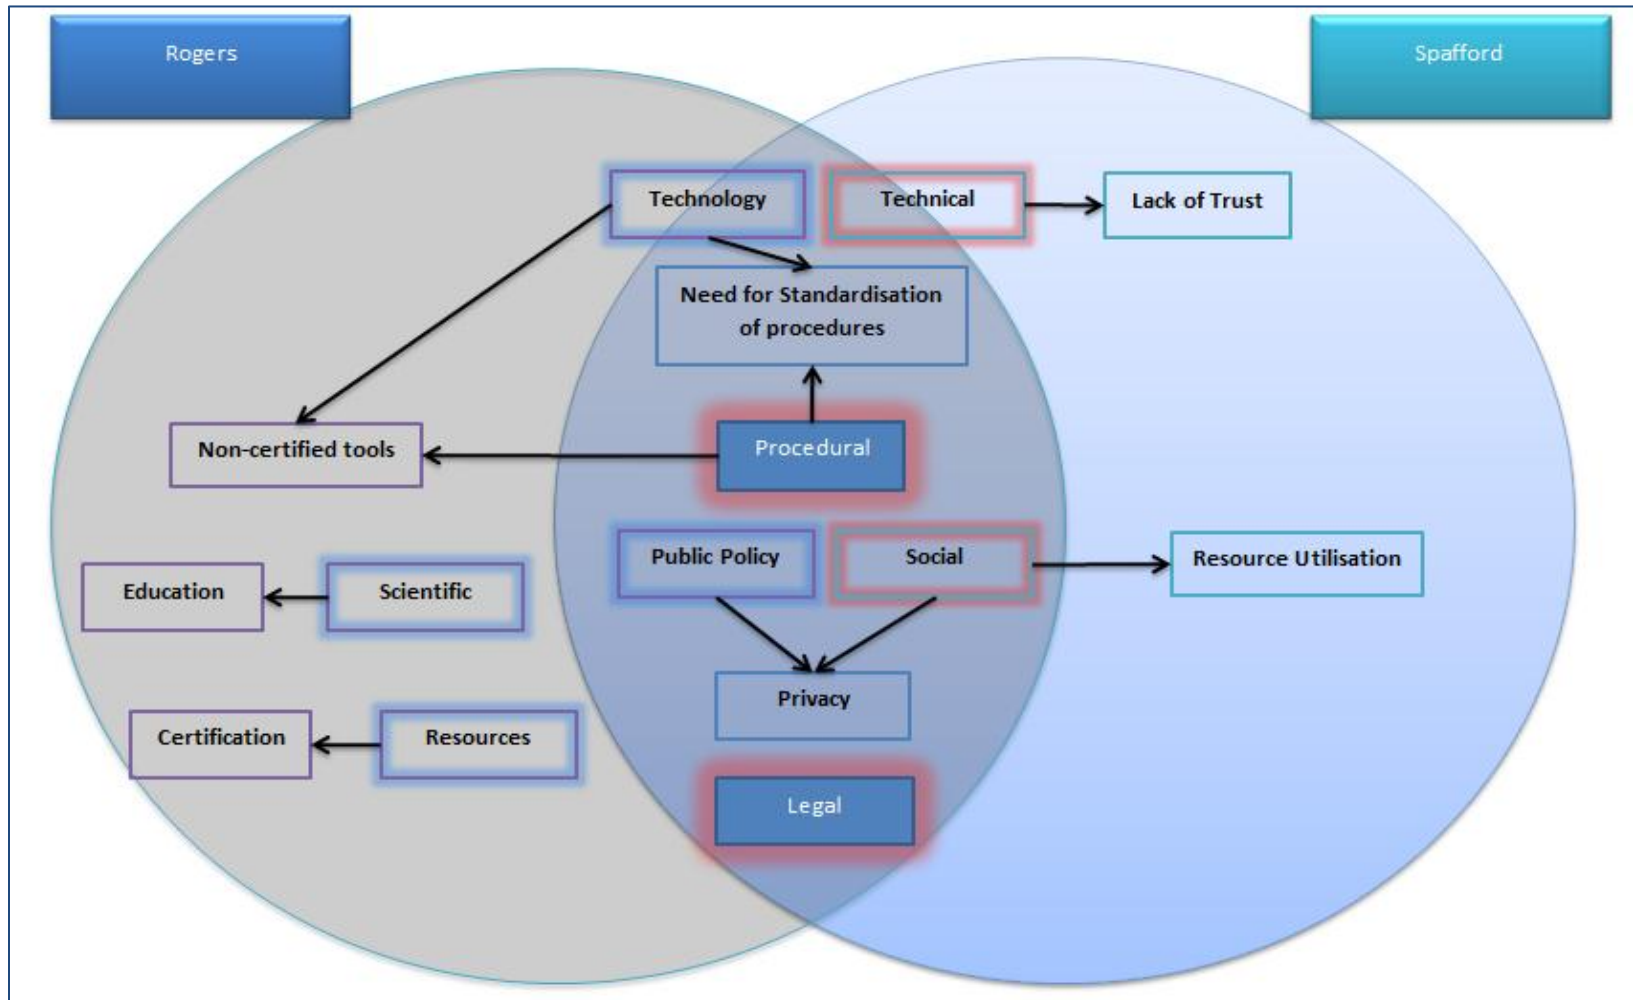 Rogers
Spafford
Technology
Technical
Lack of Trust
Need for Standardisation
of procedures
Non-certified tools
Procedural
Public Policy
Social
Resource Utilisation
Education
Scientific
Privacy
Certification
Resources
Legal